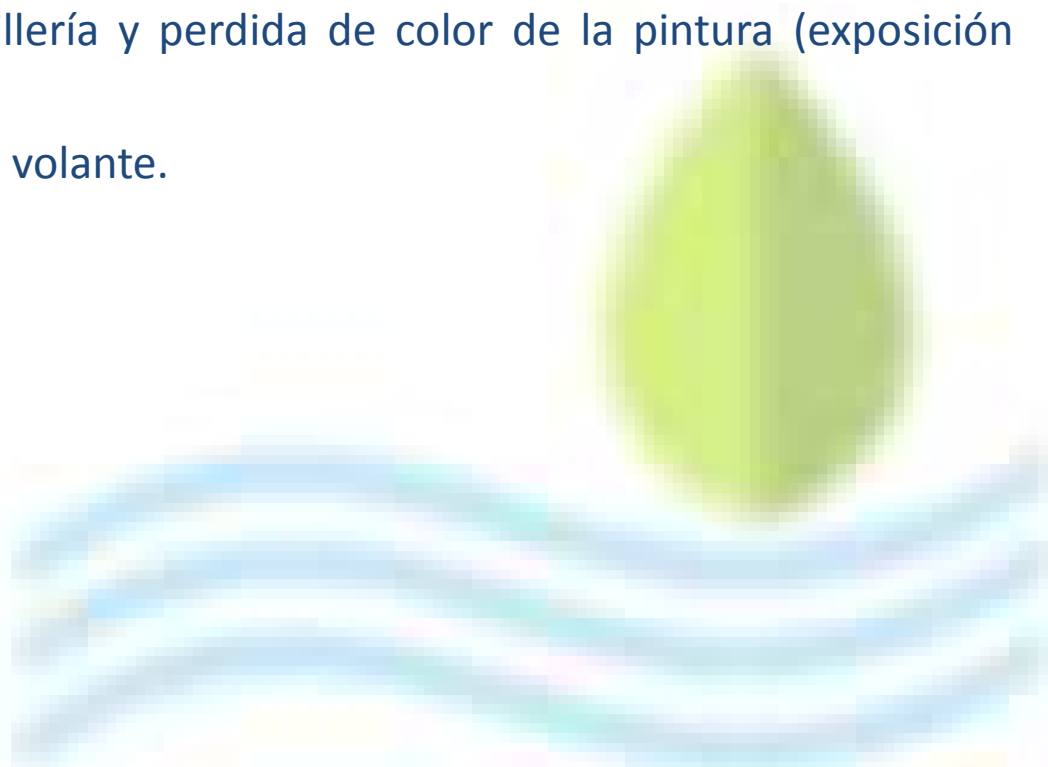 llería y perdida de color de la pintura (exposición
volante.